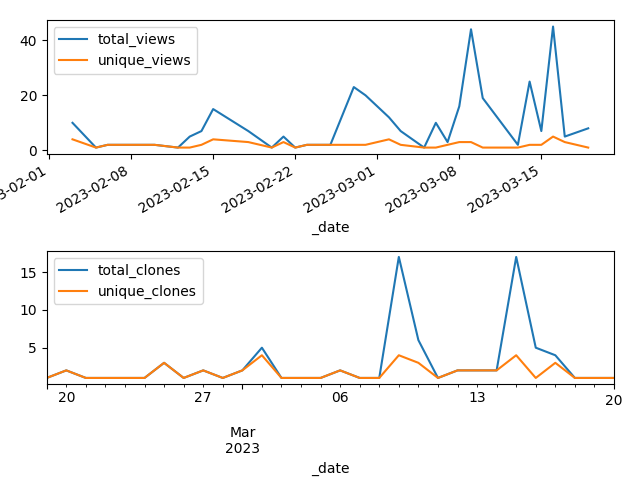 total_views
unique_views
40
20
0
3-02-01
2023-02-08
2023-02-15
2023-02-22
2023-03-01
2023-03-08
2023-03-15
_date
total_clones
unique_clones
15
10
5
20
27
06
13
20
Mar
2023
_date